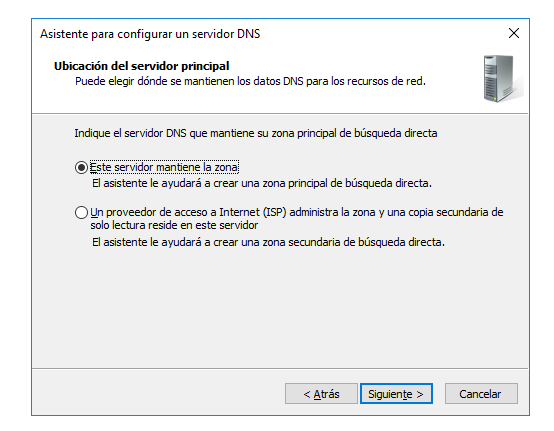 Asistente para configurar un servidor DNS
Ubicación del servidor principal
Puede elegir dónde se mantienen los datos DNS para los recursos de red.
Indique el servidor DNS que mantiene su zona principal de búsqueda directa
Este servidor mantiene la zona
El asistente le ayudará a crear una zona principal de búsqueda directa.
Un proveedor de acceso a Internet (ISP) administra la zona y una copia secundaria de
solo lectura reside en este servidor
El asistente le ayudará a crear una zona secundaria de búsqueda directa.
< Atrás Siguiente > Cancelar